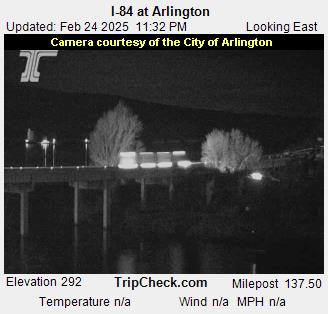 I-84 at Arlington
Updated: Feb 24 2025 11:32 PM Looking East
Camera courtesy of the City of Arlington
Elevation 292 TripCheck.com Milepost 137.50
Temperature n/a Wind n/a MPH n/a